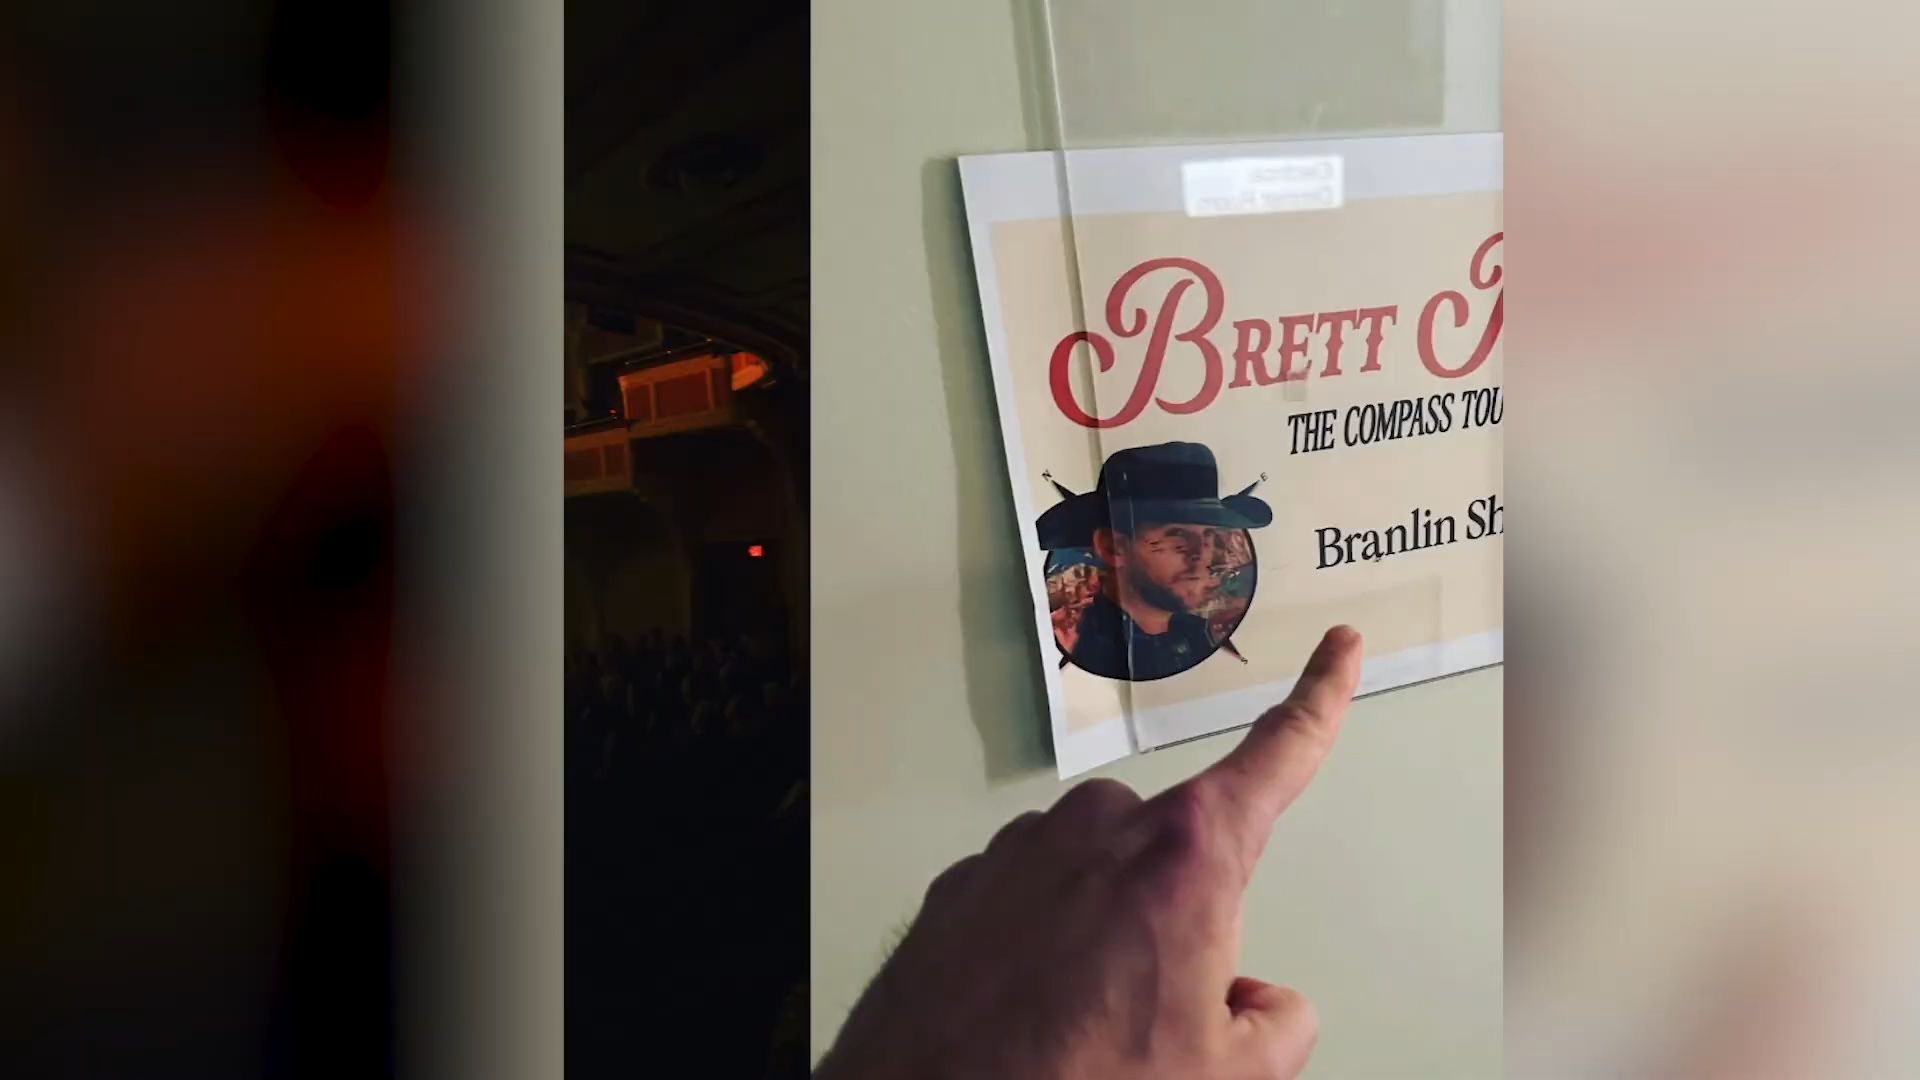 BRETT
THE COMPASS TOU
Branlin Sh
N
E
S